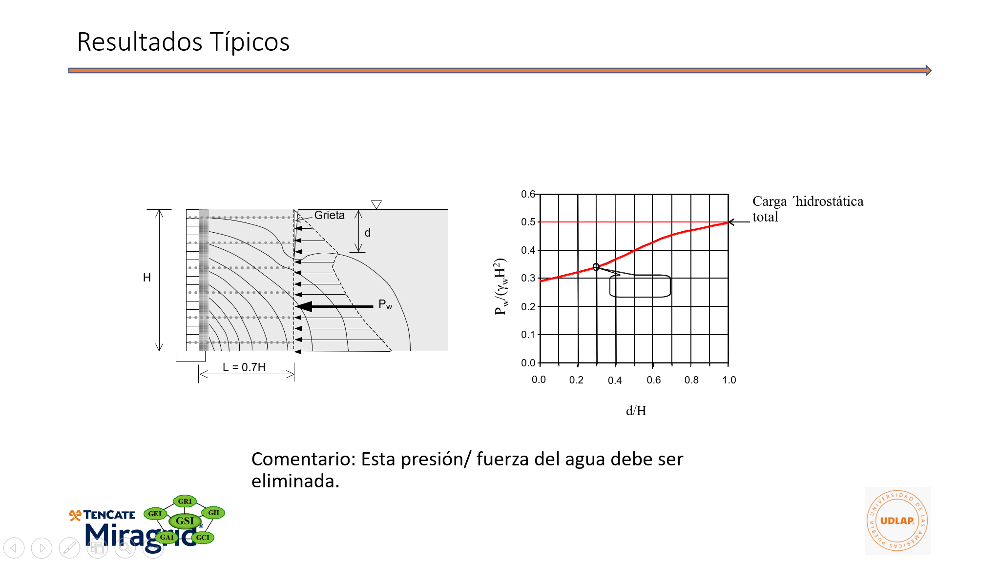 Resultados Típicos
Grieta
d
H
Pw
L = 0.7H
0.6
0.5
0.4
0.3
0.2
0.1
0.0
Pw/(γwH²)
0.0 0.2 0.4 0.6 0.8 1.0
d/H
Carga ´hidrostática
total
Comentario: Esta presión/ fuerza del agua debe ser
eliminada.
TENCATE
Miragrid®
GRI
GEI
GII
GSI
GAI
GCI
UNIVERSIDAD DE LAS AMÉRICAS PUEBLA
UDLAP